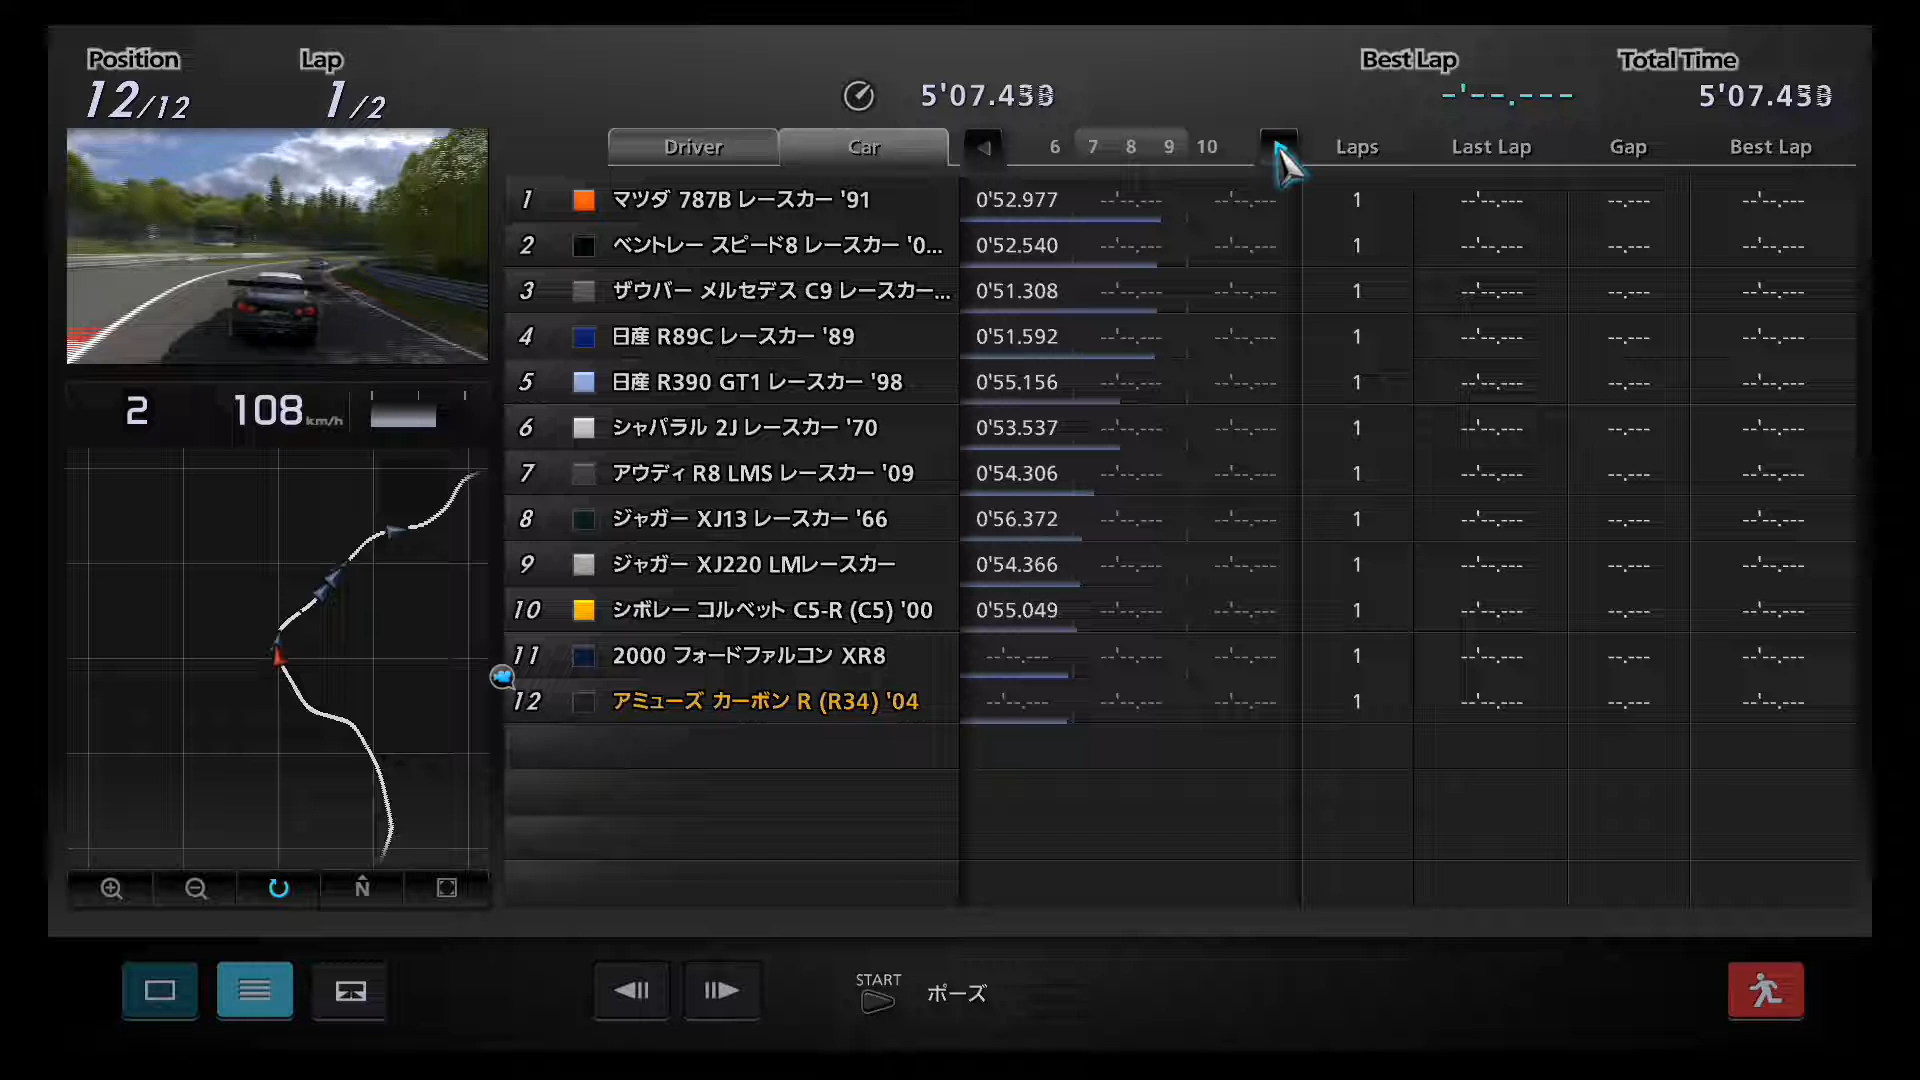 Position Lap Best Lap Total Time
12/12 1/2 5'07.43 -'--.--- 5'07.43
Driver Car 6 7 8 9 10 Laps Last Lap Gap Best Lap
1 マツダ 787B レースカー '91 0'52.977 --'--.--- --'--.--- 1 --'--.--- --.--- --'--.---
2 ベントレー スピード8 レースカー '0... 0'52.540 --'--.--- --'--.--- 1 --'--.--- --.--- --'--.---
3 ザウバー メルセデス C9 レースカー... 0'51.308 --'--.--- --'--.--- 1 --'--.--- --.--- --'--.---
4 日産 R89C レースカー '89 0'51.592 --'--.--- --'--.--- 1 --'--.--- --.--- --'--.---
5 日産 R390 GT1 レースカー '98 0'55.156 --'--.--- --'--.--- 1 --'--.--- --.--- --'--.---
6 シャパラル 2J レースカー '70 0'53.537 --'--.--- --'--.--- 1 --'--.--- --.--- --'--.---
7 アウディ R8 LMS レースカー '09 0'54.306 --'--.--- --'--.--- 1 --'--.--- --.--- --'--.---
8 ジャガー XJ13 レースカー '66 0'56.372 --'--.--- --'--.--- 1 --'--.--- --.--- --'--.---
9 ジャガー XJ220 LMレースカー 0'54.366 --'--.--- --'--.--- 1 --'--.--- --.--- --'--.---
10 シボレー コルベット C5-R (C5) '00 0'55.049 --'--.--- --'--.--- 1 --'--.--- --.--- --'--.---
11 2000 フォードファルコン XR8 --'--.--- --'--.--- --'--.--- 1 --'--.--- --.--- --'--.---
12 アミューズ カーボン R (R34) '04 --'--.--- --'--.--- --'--.--- 1 --'--.--- --.--- --'--.---
2 108 km/h
N
START
ポーズ